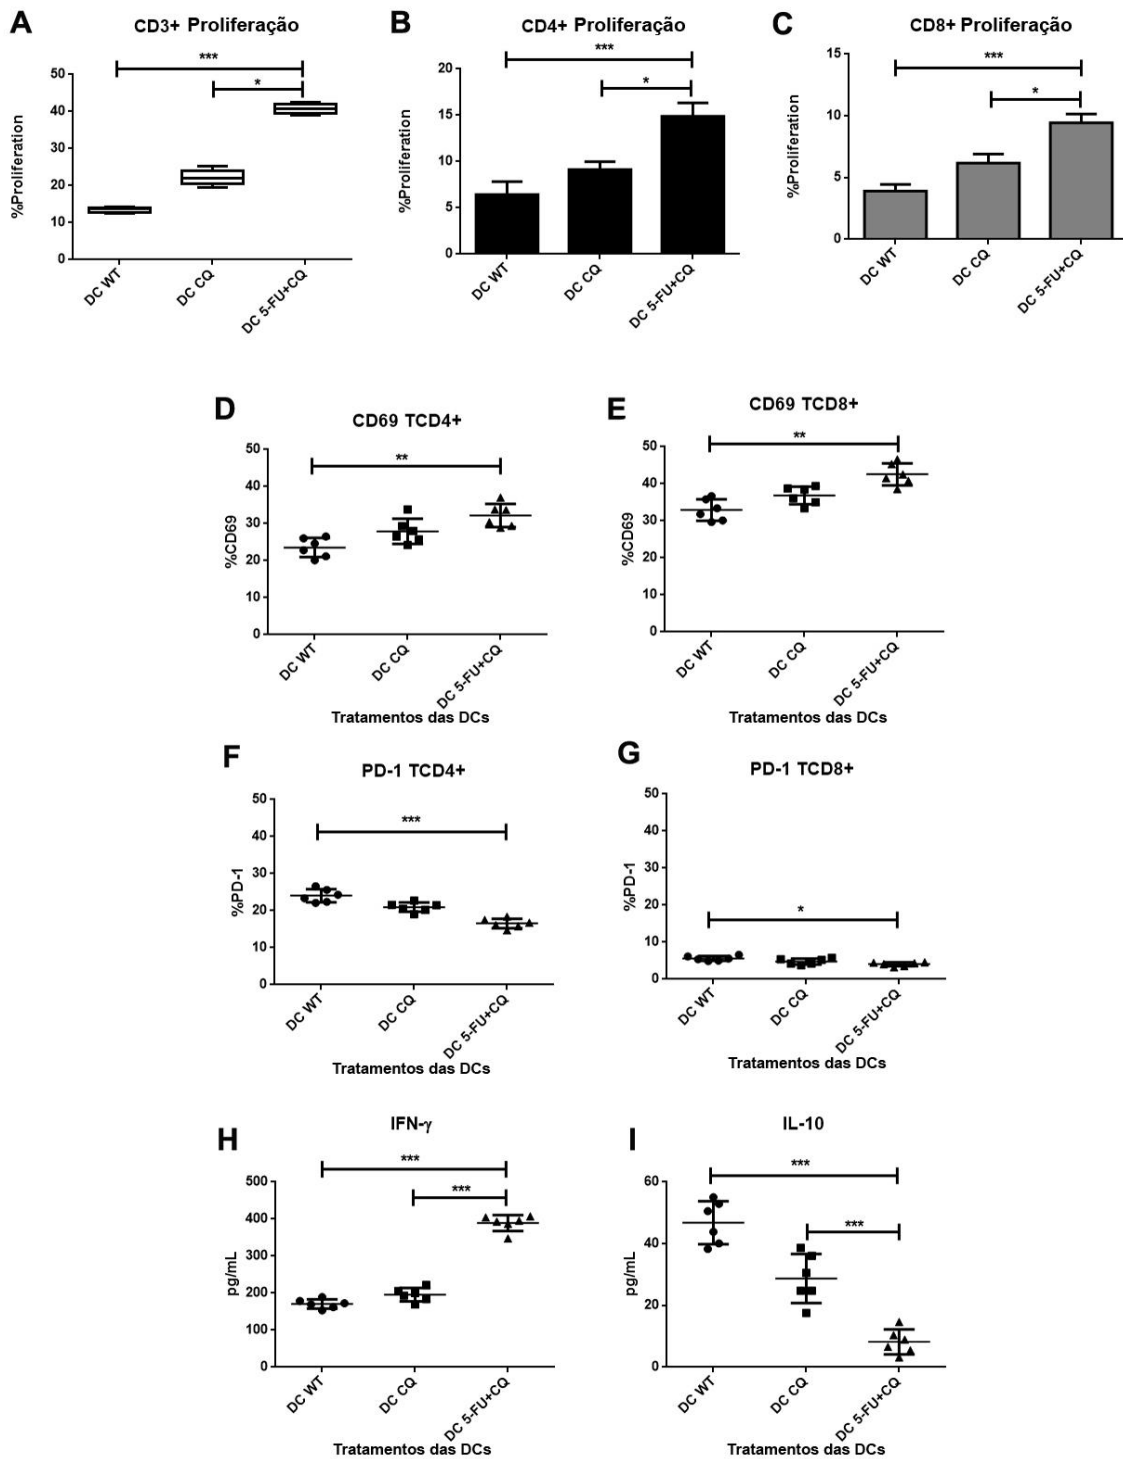 A
CD3+ Proliferação
***
*
50
40
30
20
10
0
%Proliferation
DC WT
DC CQ
DC 5-FU+CQ
B
CD4+ Proliferação
***
*
20
15
10
5
0
%Proliferation
DC WT
DC CQ
DC 5-FU+CQ
C
CD8+ Proliferação
***
*
15
10
5
0
%Proliferation
DC WT
DC CQ
DC 5-FU+CQ
D
CD69 TCD4+
**
50
40
30
20
10
0
%CD69
DC WT
DC CQ
DC 5-FU+CQ
Tratamentos das DCs
E
CD69 TCD8+
**
50
40
30
20
10
0
%CD69
DC WT
DC CQ
DC 5-FU+CQ
Tratamentos das DCs
F
PD-1 TCD4+
***
50
40
30
20
10
0
%PD-1
DC WT
DC CQ
DC 5-FU+CQ
Tratamentos das DCs
G
PD-1 TCD8+
*
50
40
30
20
10
0
%PD-1
DC WT
DC CQ
DC 5-FU+CQ
Tratamentos das DCs
H
IFN-γ
***
***
500
400
300
200
100
0
pg/mL
DC WT
DC CQ
DC 5-FU+CQ
Tratamentos das DCs
I
IL-10
***
***
60
40
20
0
pg/mL
DC WT
DC CQ
DC 5-FU+CQ
Tratamentos das DCs